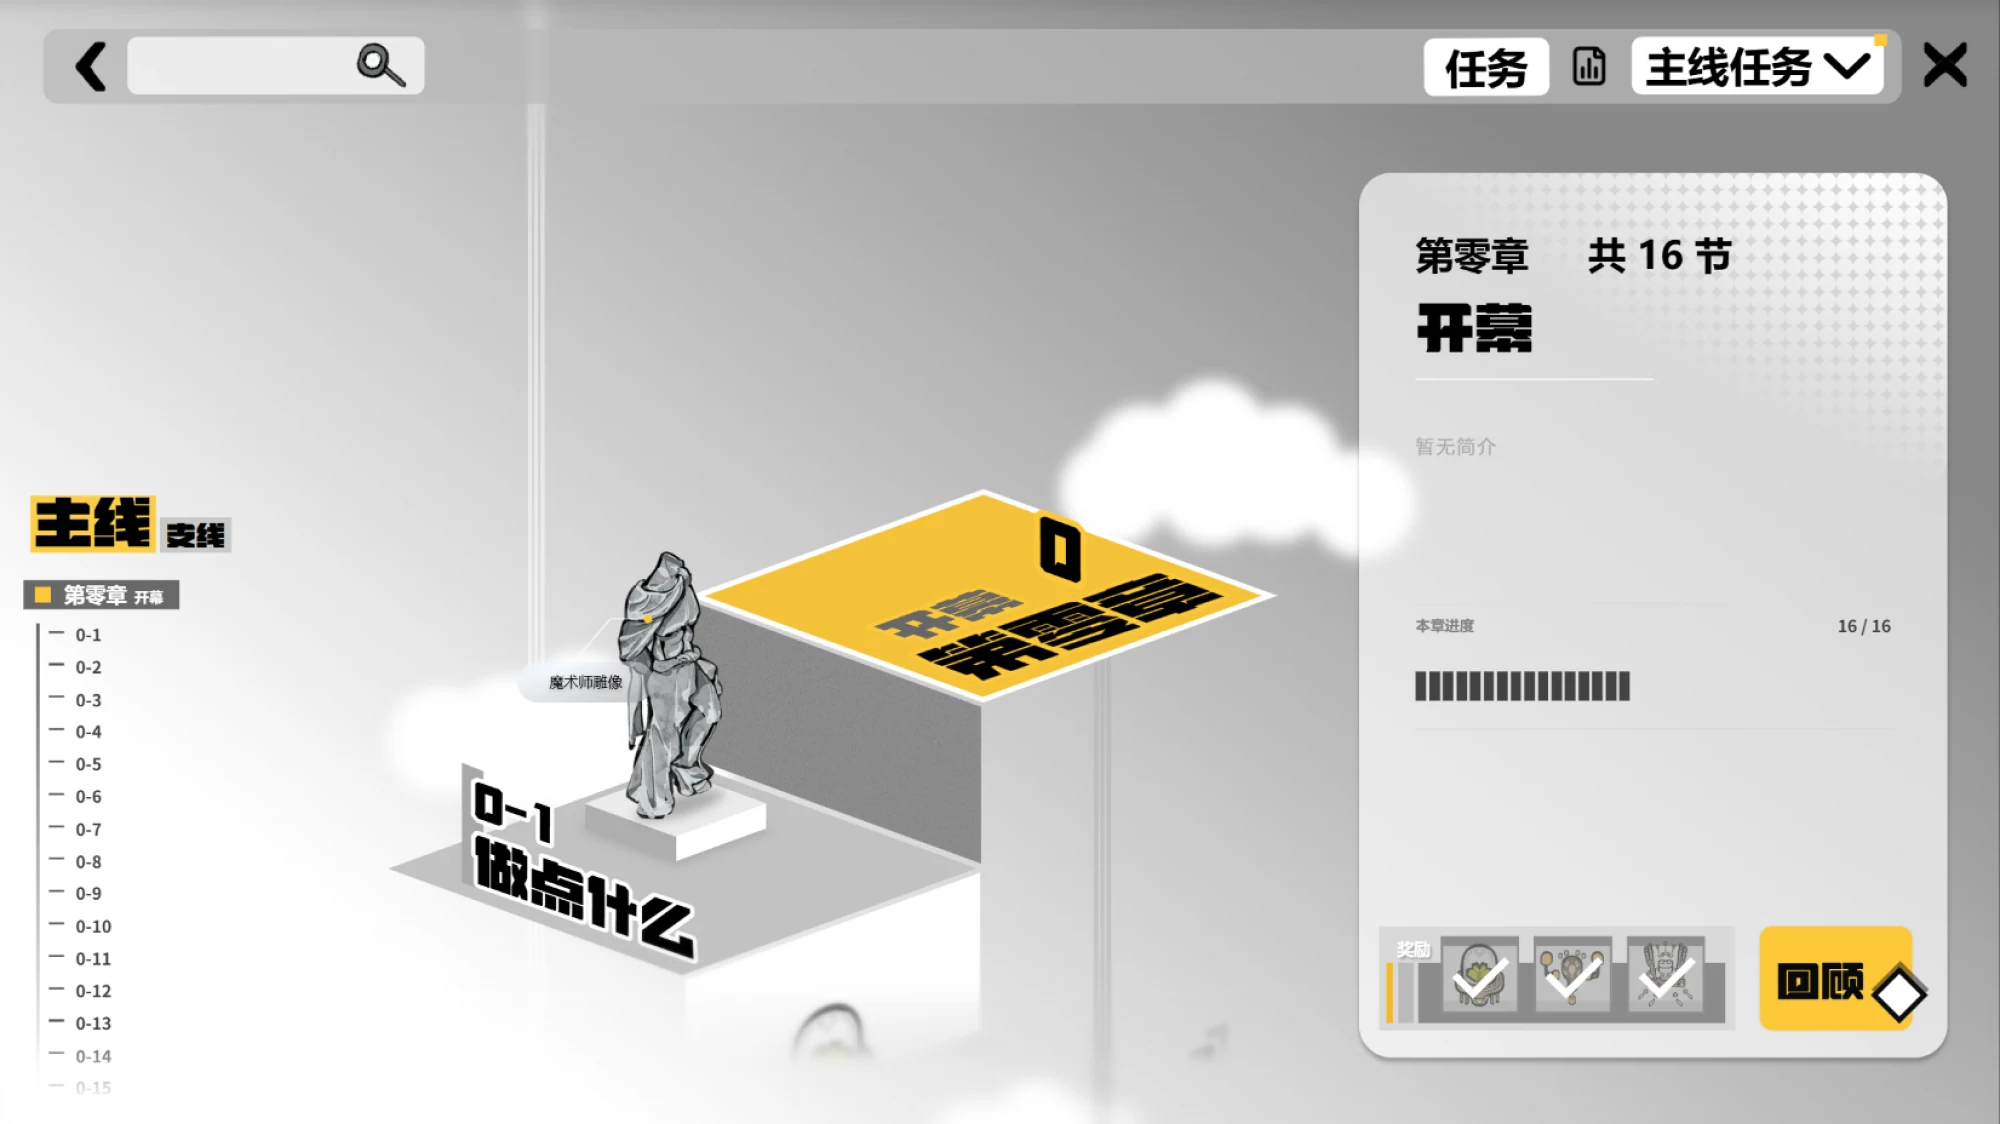 任务
主线任务
第零章 共 16 节
开幕
暂无简介
本章进度 16 / 16
奖励
回顾
主线 支线
第零章 开幕
0-1
0-2
0-3
0-4
0-5
0-6
0-7
0-8
0-9
0-10
0-11
0-12
0-13
0-14
0-15
0
开幕
第零章
魔术师雕像
0-1
做点什么